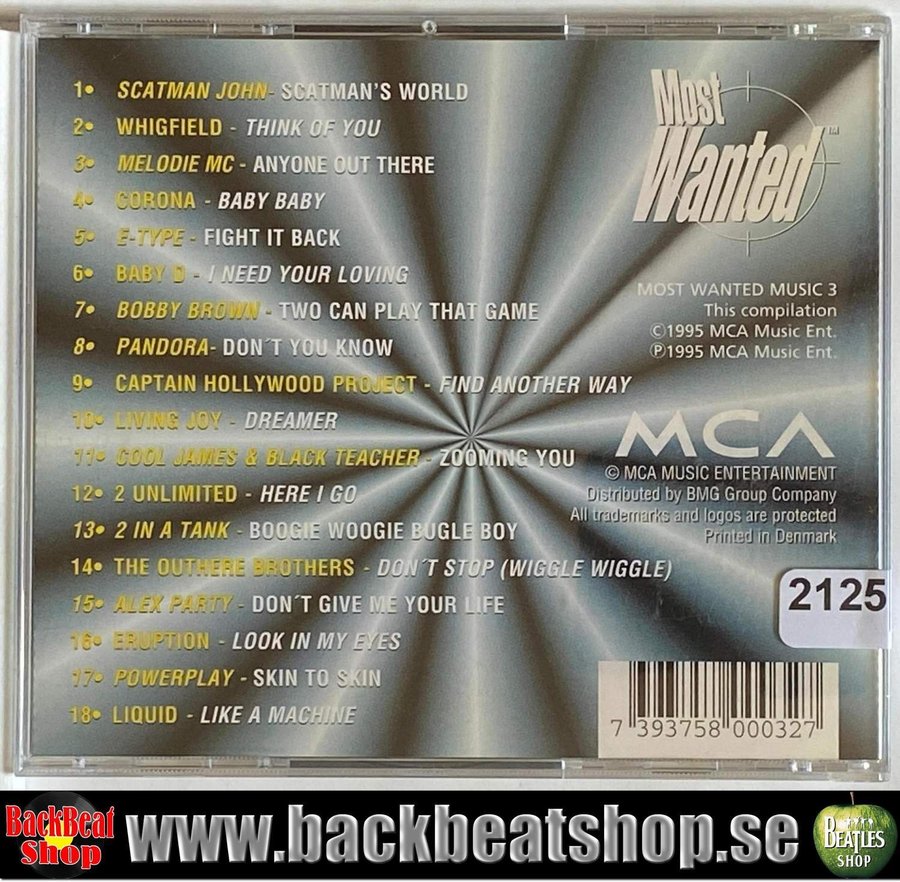 1• SCATMAN JOHN- SCATMAN'S WORLD
2• WHIGFIELD - THINK OF YOU
3• MELODIE MC - ANYONE OUT THERE
4• CORONA - BABY BABY
5• E-TYPE - FIGHT IT BACK
6• BABY D - I NEED YOUR LOVING
7• BOBBY BROWN - TWO CAN PLAY THAT GAME
8• PANDORA- DON´T YOU KNOW
9• CAPTAIN HOLLYWOOD PROJECT - FIND ANOTHER WAY
10• LIVING JOY - DREAMER
11• COOL JAMES & BLACK TEACHER - ZOOMING YOU
12• 2 UNLIMITED - HERE I GO
13• 2 IN A TANK - BOOGIE WOOGIE BUGLE BOY
14• THE OUTHERE BROTHERS - DON´T STOP (WIGGLE WIGGLE)
15• ALEX PARTY - DON´T GIVE ME YOUR LIFE
16• ERUPTION - LOOK IN MY EYES
17• POWERPLAY - SKIN TO SKIN
18• LIQUID - LIKE A MACHINE
Most
Wanted™
MOST WANTED MUSIC 3
This compilation
©1995 MCA Music Ent.
℗1995 MCA Music Ent.
MCA
© MCA MUSIC ENTERTAINMENT
Distributed by BMG Group Company
All trademarks and logos are protected
Printed in Denmark
2125
7 393758 000327
BackBeat
Shop
www.backbeatshop.se
BEATLES
SHOP